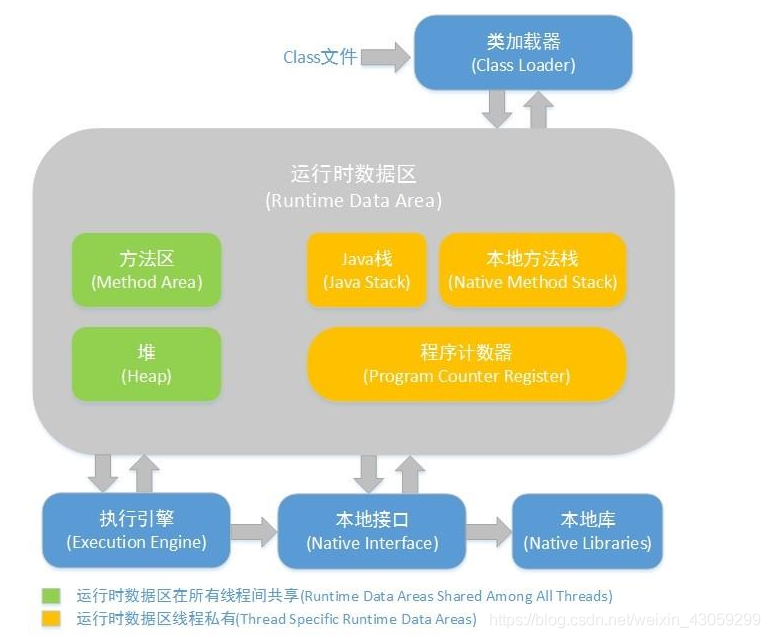 类加载器
Class文件
(Class Loader)
运行时数据区
(Runtime Data Area)
方法区
(Method Area)
Java栈
(Java Stack)
本地方法栈
(Native Method Stack)
堆
(Heap)
程序计数器
(Program Counter Register)
执行引擎
(Execution Engine)
本地接口
(Native Interface)
本地库
(Native Libraries)
运行时数据区在所有线程间共享(Runtime Data Areas Shared Among All Threads)
运行时数据区线程私有(Thread Specific Runtime Data Areas)
https://blog.csdn.net/weixin_43059299